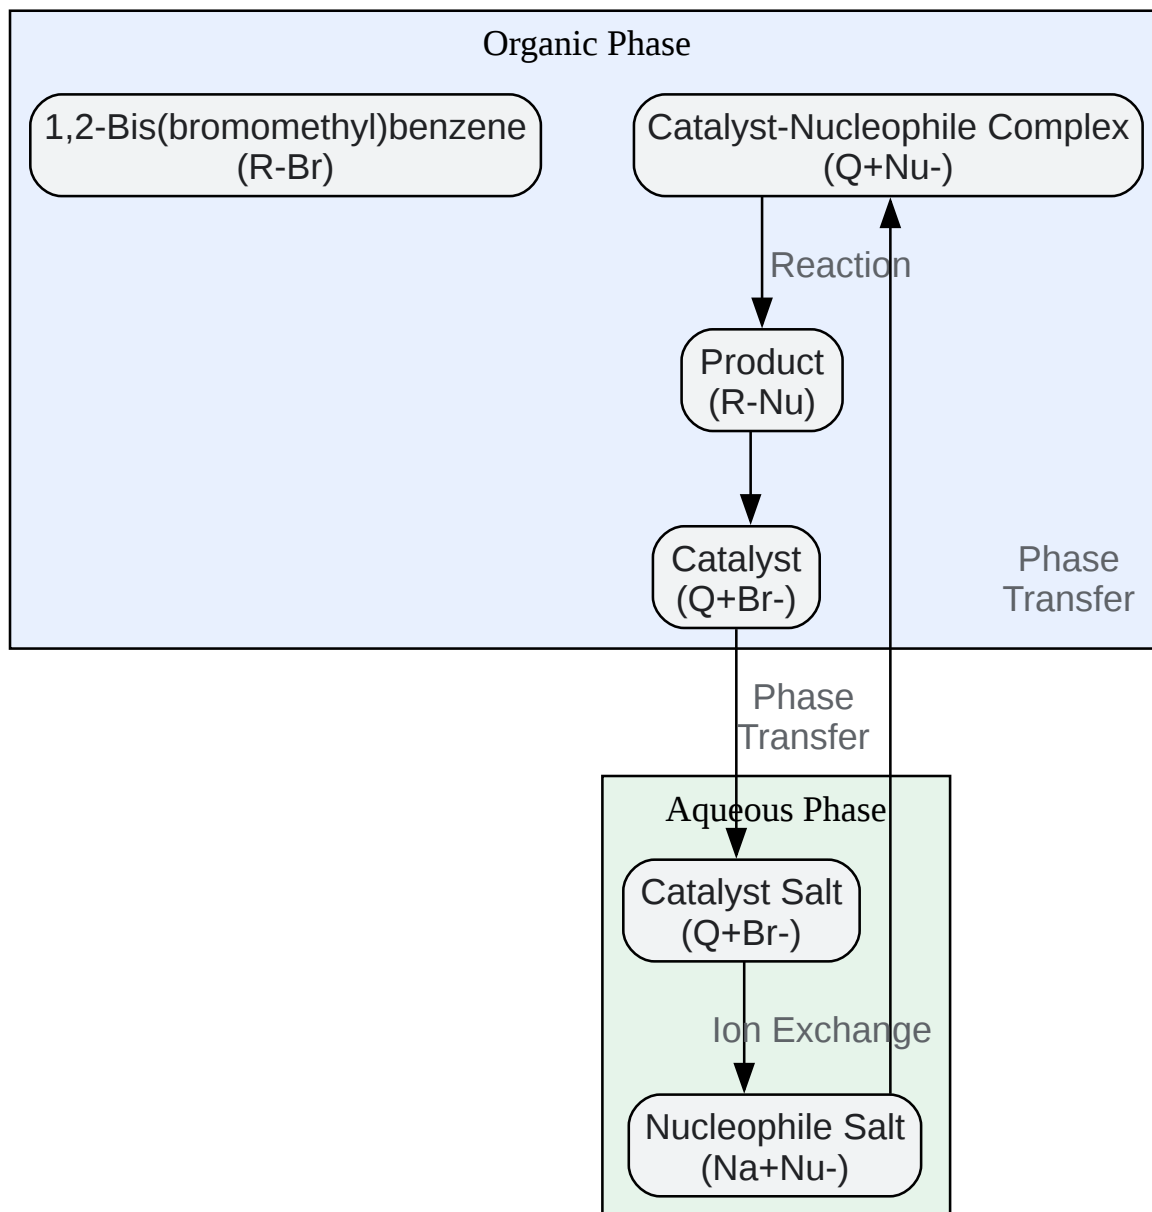 Organic Phase
1,2-Bis(bromomethyl)benzene
(R-Br)
Catalyst-Nucleophile Complex
(Q+Nu-)
Reaction
Product
(R-Nu)
Catalyst
(Q+Br-)
Phase
Transfer
Phase
Transfer
Aqueous Phase
Catalyst Salt
(Q+Br-)
Ion Exchange
Nucleophile Salt
(Na+Nu-)